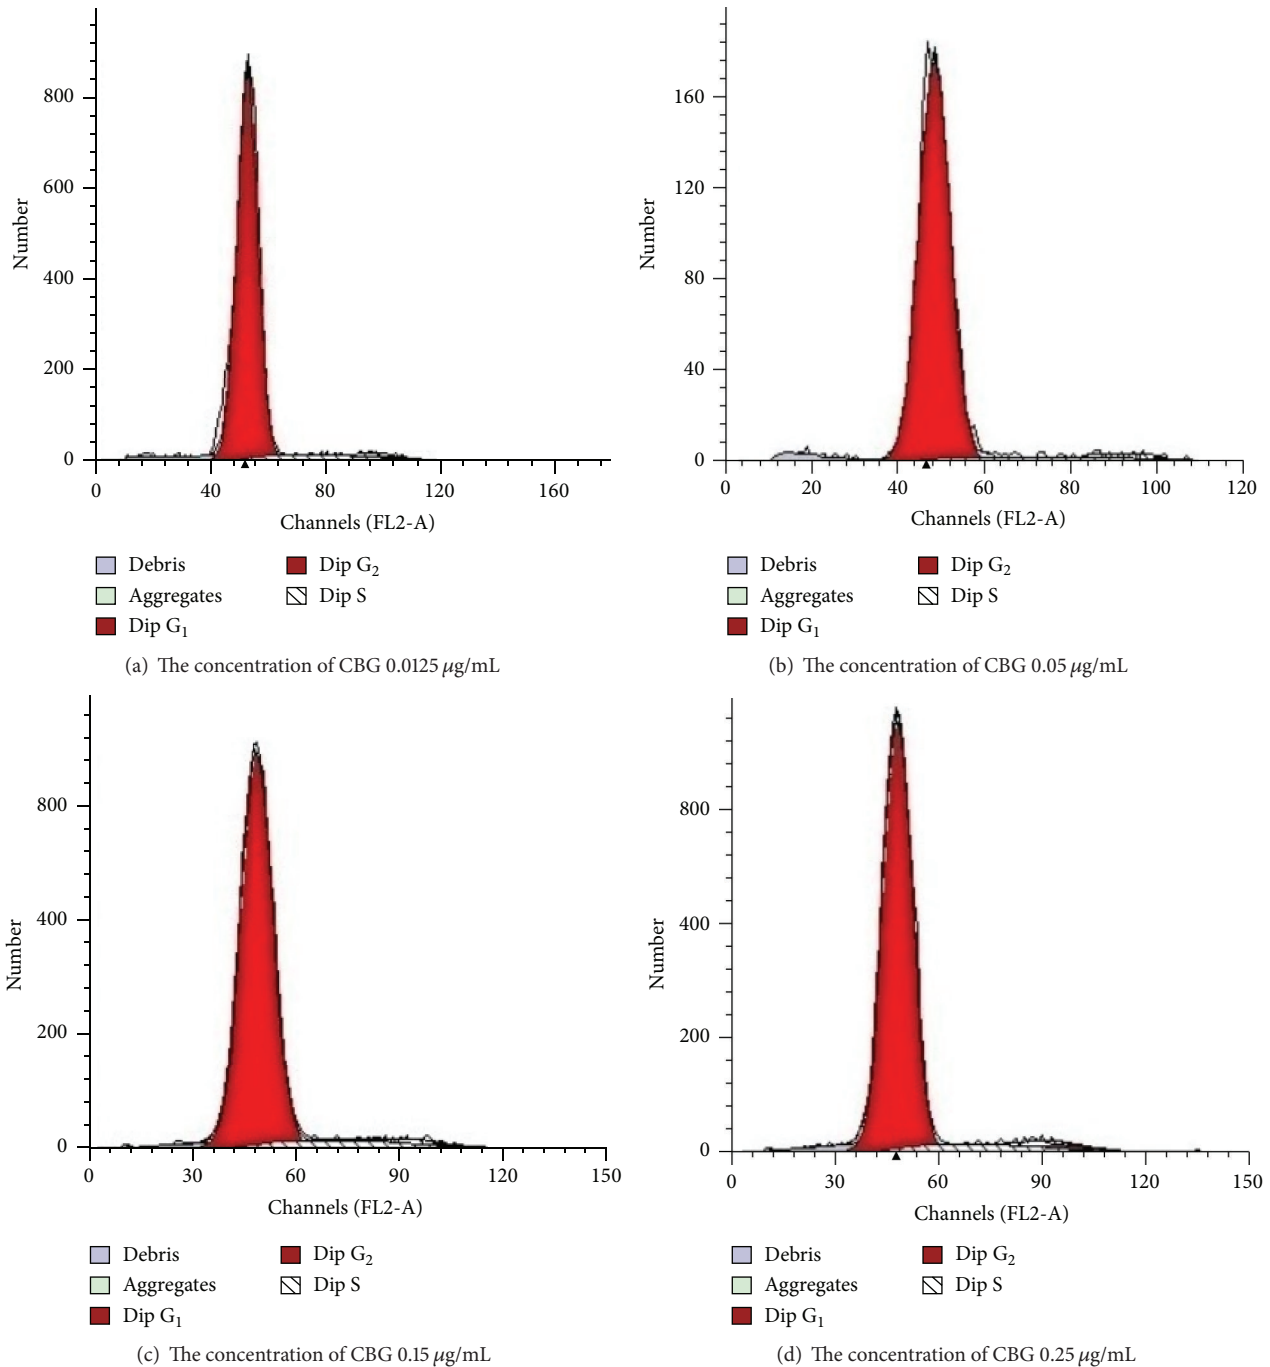 800
600
400
200
0
Number
0 40 80 120 160
Channels (FL2-A)
Debris
Aggregates
Dip G1
Dip G2
Dip S
(a) The concentration of CBG 0.0125 μg/mL
160
120
80
40
0
Number
0 20 40 60 80 100 120
Channels (FL2-A)
Debris
Aggregates
Dip G1
Dip G2
Dip S
(b) The concentration of CBG 0.05 μg/mL
800
400
200
0
Number
0 30 60 90 120 150
Channels (FL2-A)
Debris
Aggregates
Dip G1
Dip G2
Dip S
(c) The concentration of CBG 0.15 μg/mL
800
400
200
0
Number
0 30 60 90 120 150
Channels (FL2-A)
Debris
Aggregates
Dip G1
Dip G2
Dip S
(d) The concentration of CBG 0.25 μg/mL